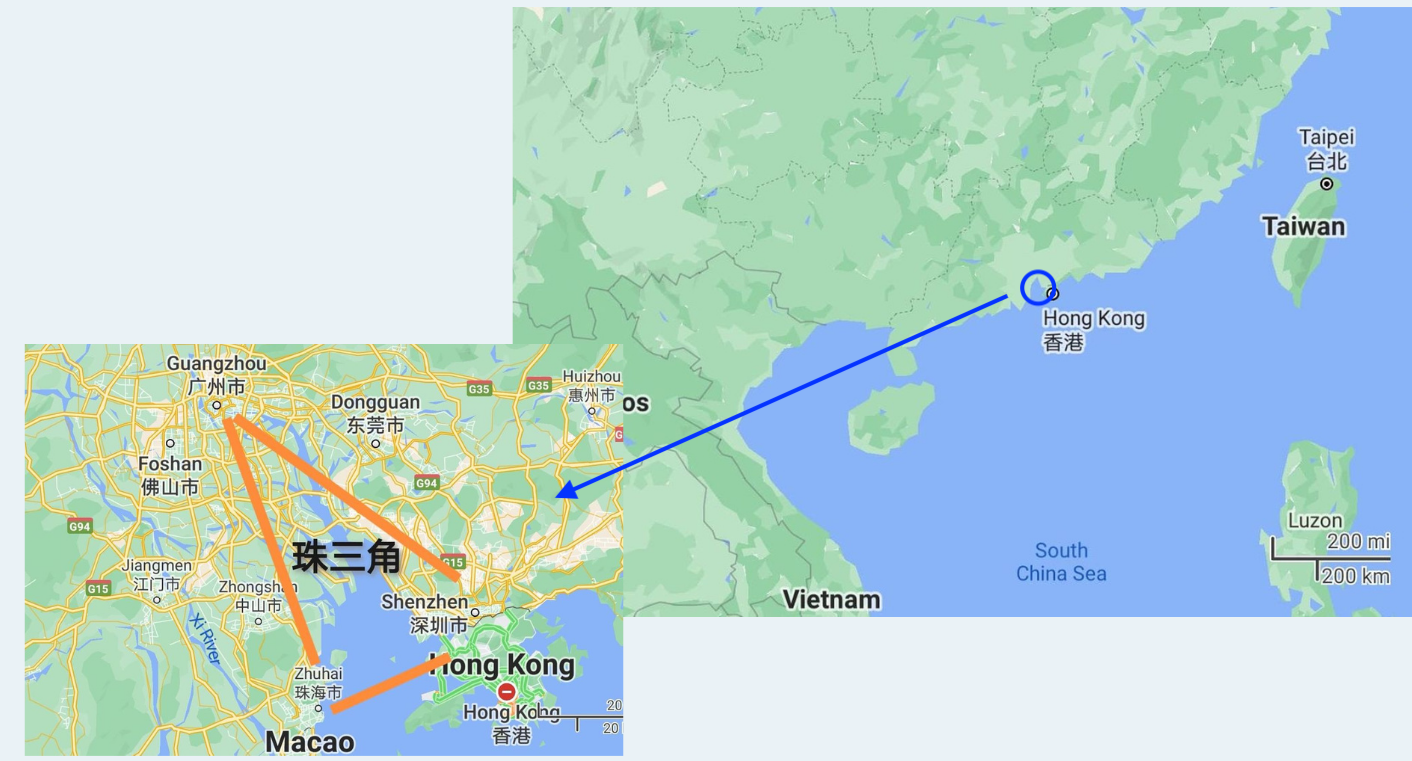 Taipei
台北
Taiwan
Hong Kong
香港
Guangzhou
广州市
Huizhou
惠州市
G35
G35
Dongguan
东莞市
os
G
Foshan
佛山市
G94
G94
Luzon
200 mi
200 km
South
China Sea
珠三角
G15
Jiangmen
江门市
G15
Zhongshan
中山市
Shenzhen
深圳市
Vietnam
Xi River
Hong Kong
Zhuhai
珠海市
Hong Kong
香港
20
20
Macao